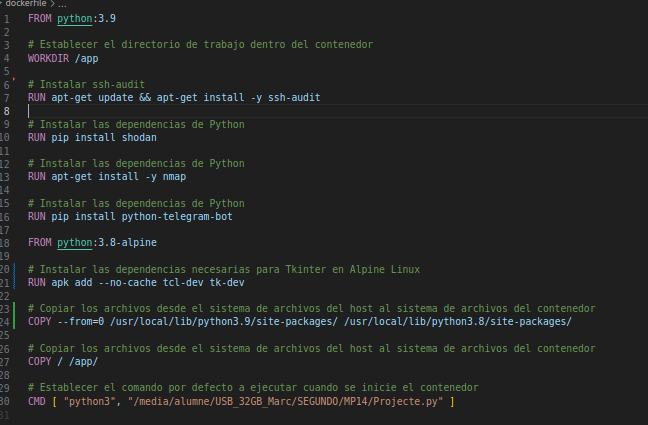 dockerfile > ...
1 FROM python:3.9
2
3 # Establecer el directorio de trabajo dentro del contenedor
4 WORKDIR /app
5
6 # Instalar ssh-audit
7 RUN apt-get update && apt-get install -y ssh-audit
8
9 # Instalar las dependencias de Python
10 RUN pip install shodan
11
12 # Instalar las dependencias de Python
13 RUN apt-get install -y nmap
14
15 # Instalar las dependencias de Python
16 RUN pip install python-telegram-bot
17
18 FROM python:3.8-alpine
19
20 # Instalar las dependencias necesarias para Tkinter en Alpine Linux
21 RUN apk add --no-cache tcl-dev tk-dev
22
23 # Copiar los archivos desde el sistema de archivos del host al sistema de archivos del contenedor
24 COPY --from=0 /usr/local/lib/python3.9/site-packages/ /usr/local/lib/python3.8/site-packages/
25
26 # Copiar los archivos desde el sistema de archivos del host al sistema de archivos del contenedor
27 COPY / /app/
28
29 # Establecer el comando por defecto a ejecutar cuando se inicie el contenedor
30 CMD [ "python3", "/media/alumne/USB_32GB_Marc/SEGUNDO/MP14/Projecte.py" ]
31